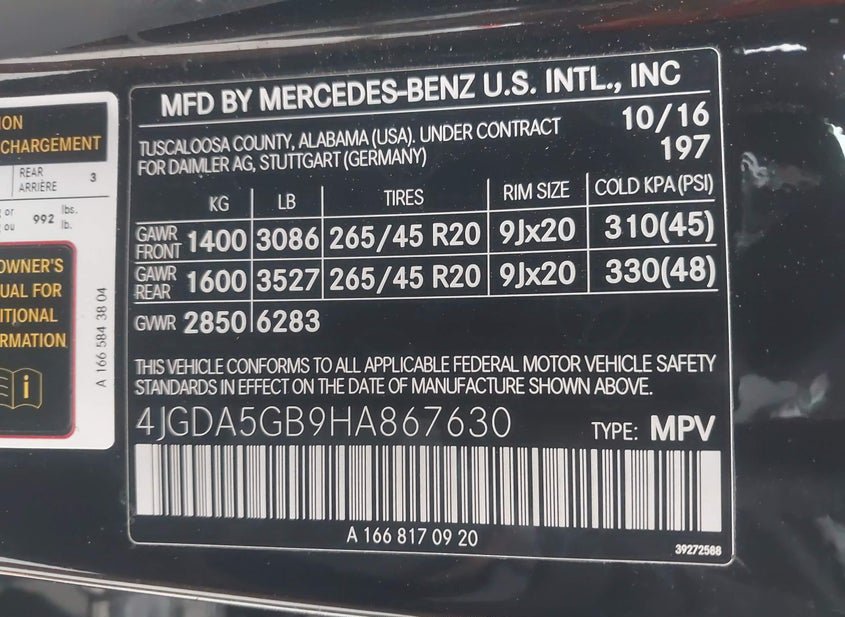 ION
CHARGEMENT
REAR
ARRIÈRE
3
or
ou
992
lbs.
lb.
OWNER'S
UAL FOR
ITIONAL
RMATION
i
A 166 584 38 04
MFD BY MERCEDES-BENZ U.S. INTL., INC
TUSCALOOSA COUNTY, ALABAMA (USA). UNDER CONTRACT
FOR DAIMLER AG, STUTTGART (GERMANY)
10/16
197
KG LB TIRES RIM SIZE COLD KPA (PSI)
GAWR FRONT 1400 3086 265/45 R20 9Jx20 310(45)
GAWR REAR 1600 3527 265/45 R20 9Jx20 330(48)
GVWR 2850 6283
THIS VEHICLE CONFORMS TO ALL APPLICABLE FEDERAL MOTOR VEHICLE SAFETY
STANDARDS IN EFFECT ON THE DATE OF MANUFACTURE SHOWN ABOVE.
4JGDA5GB9HA867630 TYPE: MPV
A 166 817 09 20
39272588